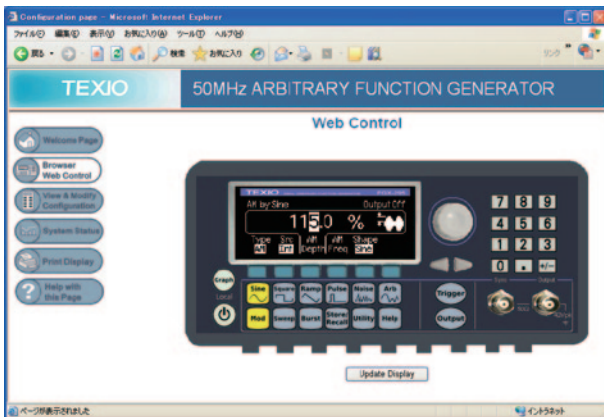 Configuration page - Microsoft Internet Explorer
ファイル(F) 編集(E) 表示(V) お気に入り(A) ツール(T) ヘルプ(H)
戻る 検索 お気に入り リンク »
TEXIO 50MHz ARBITRARY FUNCTION GENERATOR
Web Control
Welcome Page
Browser
Web Control
View & Modify
Configuration
System Status
Print Display
Help with
this Page
TEXIO
AM by Sine Output Off
115.0 %
Type Src AM AM Shape
AM Int Depth Freq Sine
7 8 9
4 5 6
1 2 3
0 . +/-
Graph
Local
Sine Square Ramp Pulse Noise Arb
Mod Sweep Burst Store/
Recall Utility Help
Trigger
Output
Sync Output
50Ω
Update Display
ページが表示されました イントラネット